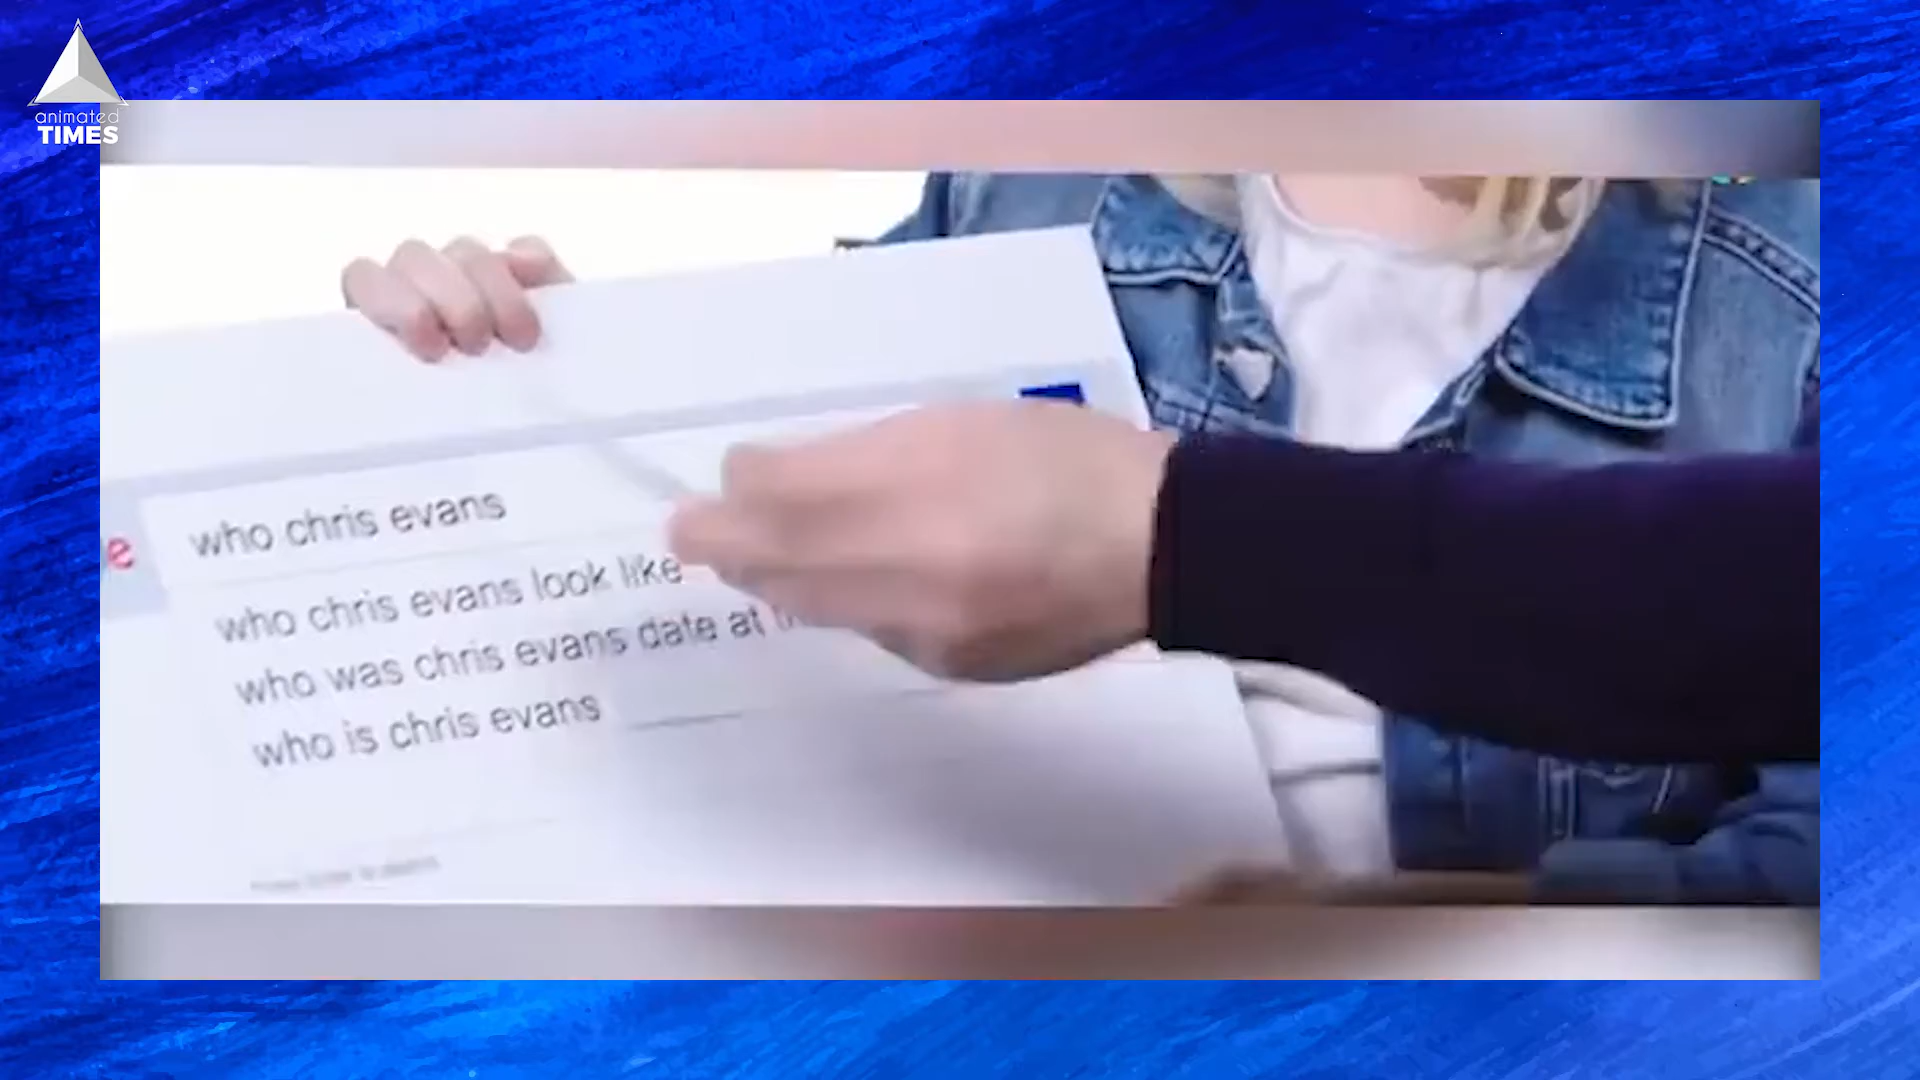 animated
TIMES
e
who chris evans
who chris evans look like
who was chris evans date at
who is chris evans